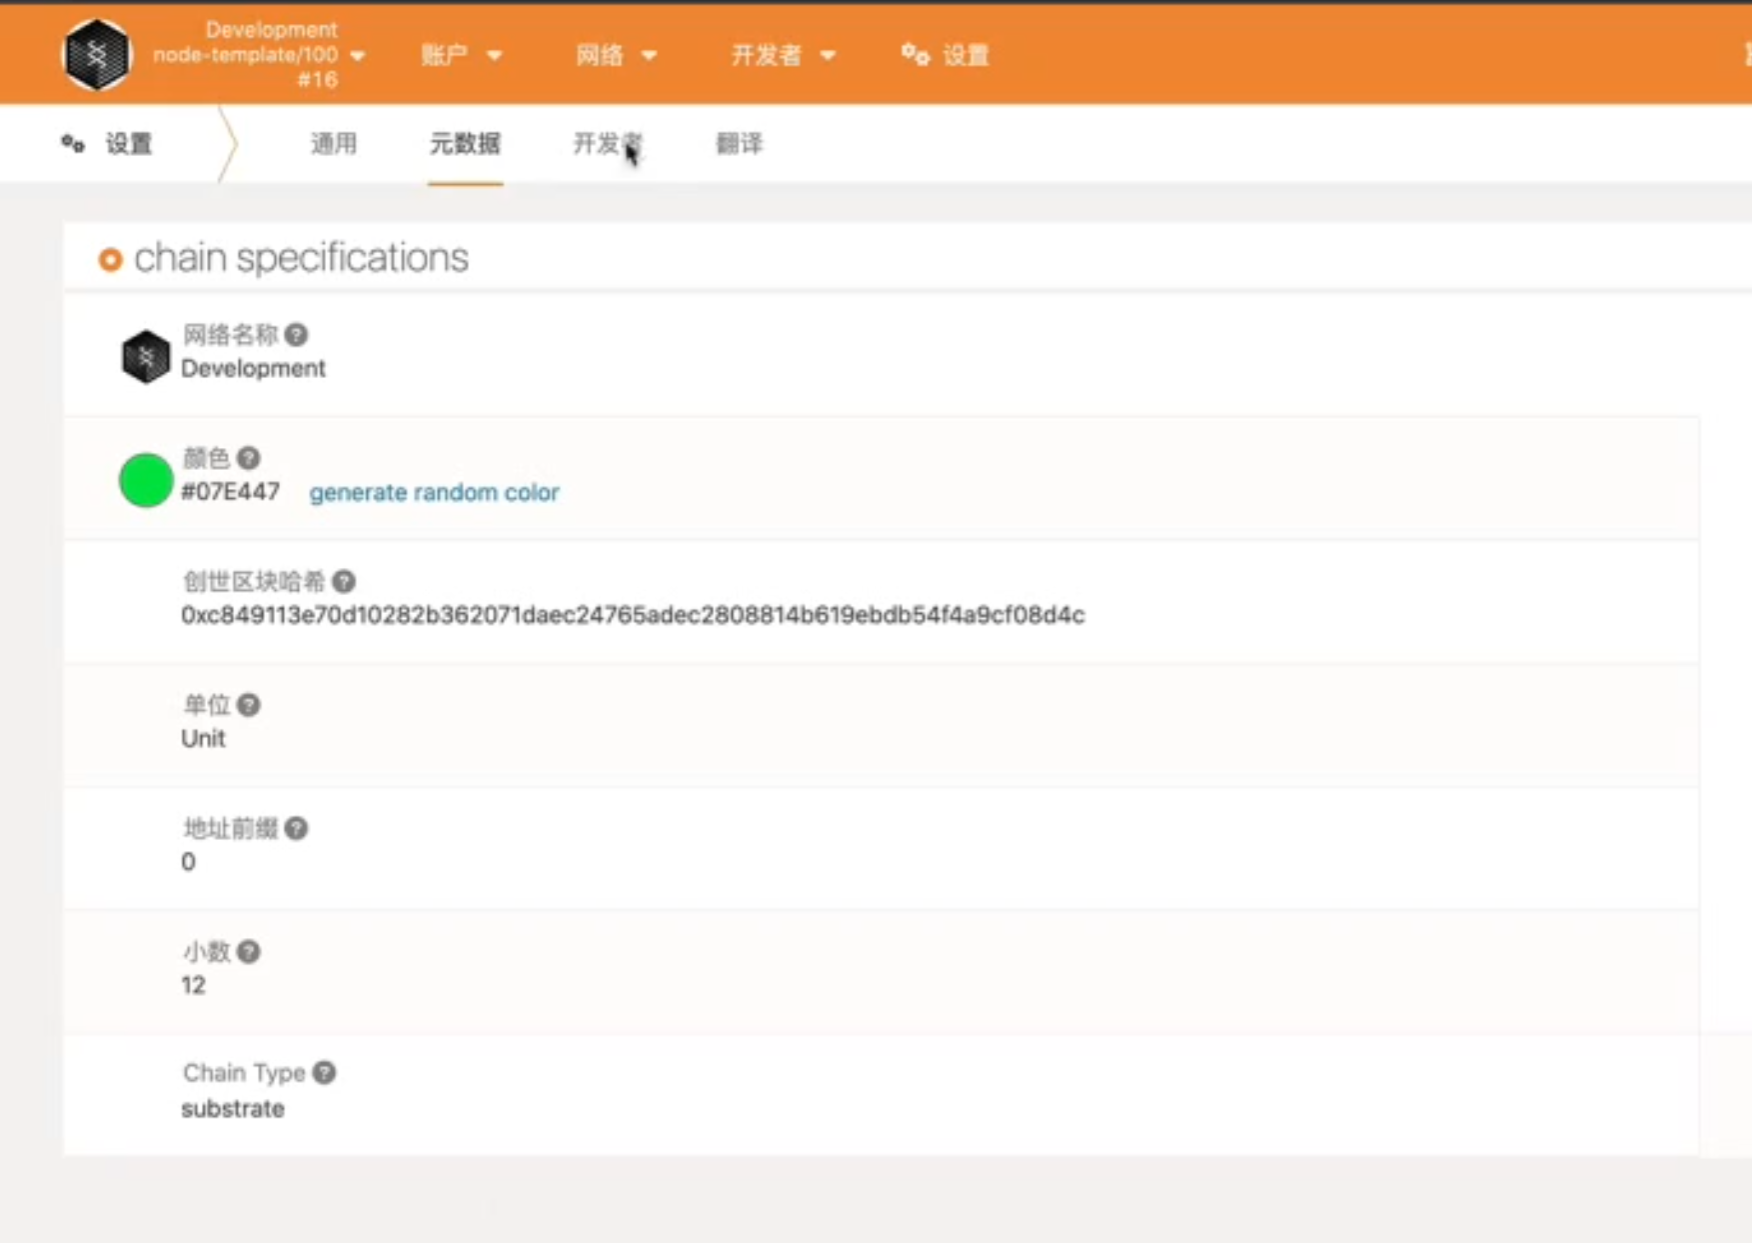 Development
node-template/100
#16
账户
网络
开发者
设置
设置
通用
元数据
开发者
翻译
chain specifications
网络名称
Development
颜色
#07E447 generate random color
创世区块哈希
0xc849113e70d10282b362071daec24765adec2808814b619ebdb54f4a9cf08d4c
单位
Unit
地址前缀
0
小数
12
Chain Type
substrate